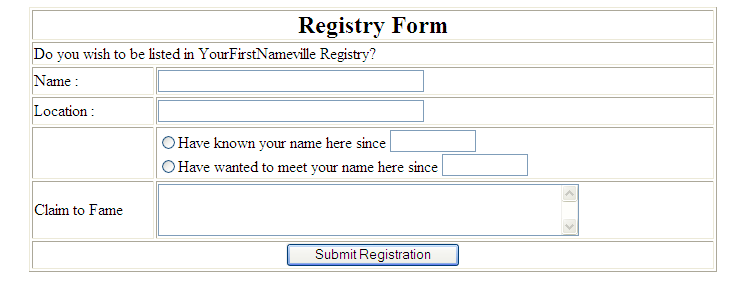 Registry Form
Do you wish to be listed in YourFirstNameville Registry?
Name :
Location :
Have known your name here since
Have wanted to meet your name here since
Claim to Fame
Submit Registration